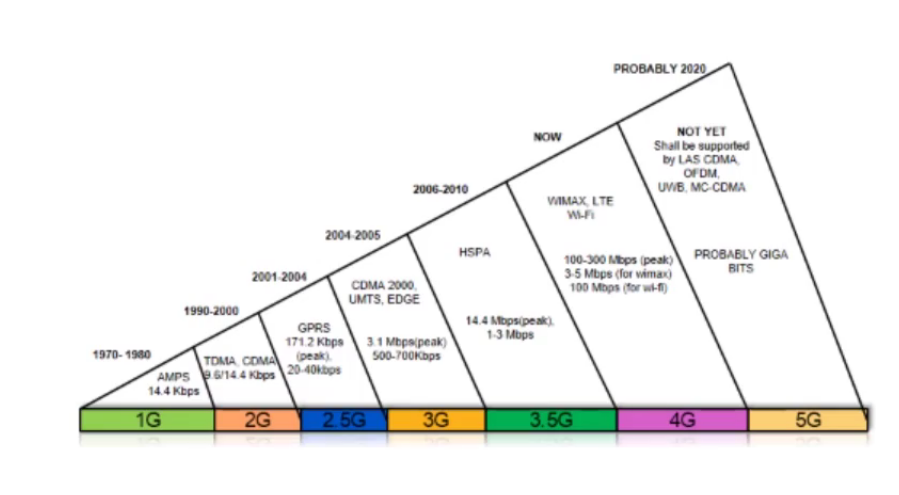 PROBABLY 2020
NOW
2006-2010
2004-2005
2001-2004
1990-2000
1970- 1980
AMPS
14.4 Kbps
TDMA, CDMA
9.6/14.4 Kbps
GPRS
171.2 Kbps
(peak),
20-40kbps
CDMA 2000,
UMTS, EDGE
3.1 Mbps(peak)
500-700Kbps
HSPA
14.4 Mbps(peak),
1-3 Mbps
WIMAX, LTE
Wi-Fi
100-300 Mbps (peak)
3-5 Mbps (for wimax)
100 Mbps (for wi-fi)
NOT YET
Shall be supported
by LAS CDMA,
OFDM,
UWB, MC-CDMA
PROBABLY GIGA
BITS
1G
2G
2.5G
3G
3.5G
4G
5G